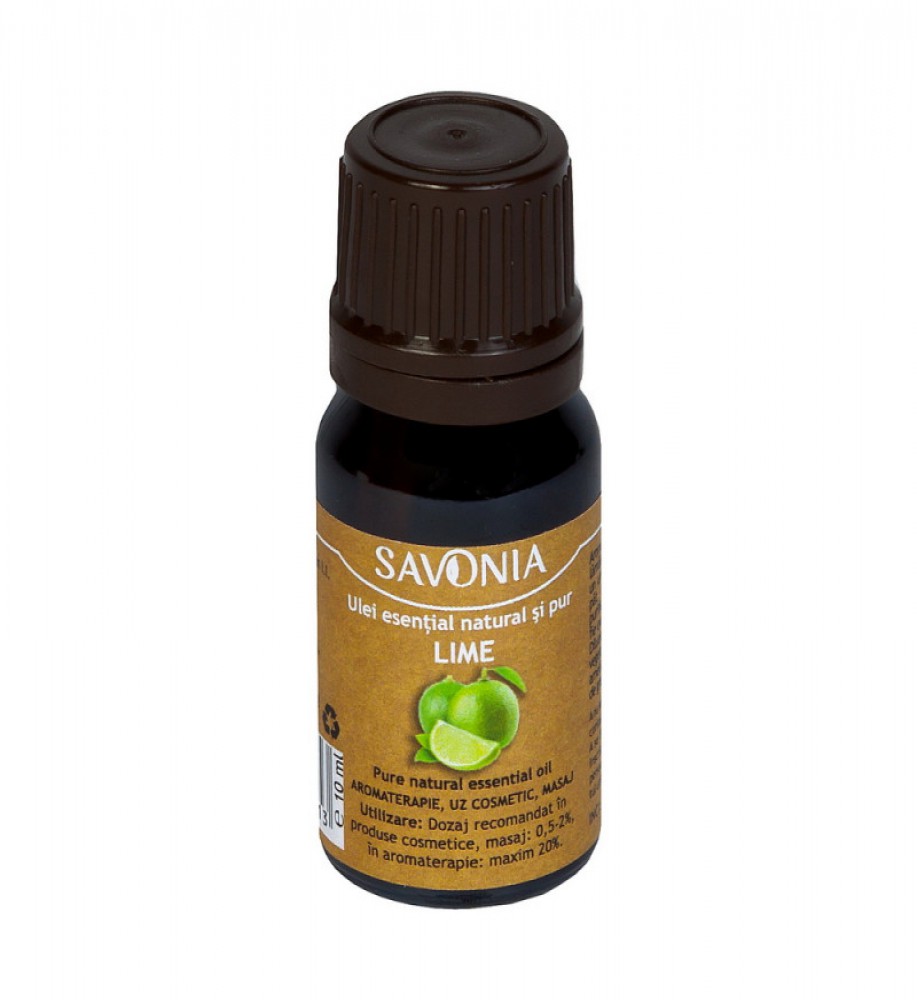 SAVONIA
Ulei esențial natural și pur
LIME
Pure natural essential oil
AROMATERAPIE, UZ COSMETIC, MASAJ
Utilizare: Dozaj recomandat în
produse cosmetice, masaj: 0,5-2%,
în aromaterapie: maxim 20%.
e 10 ml